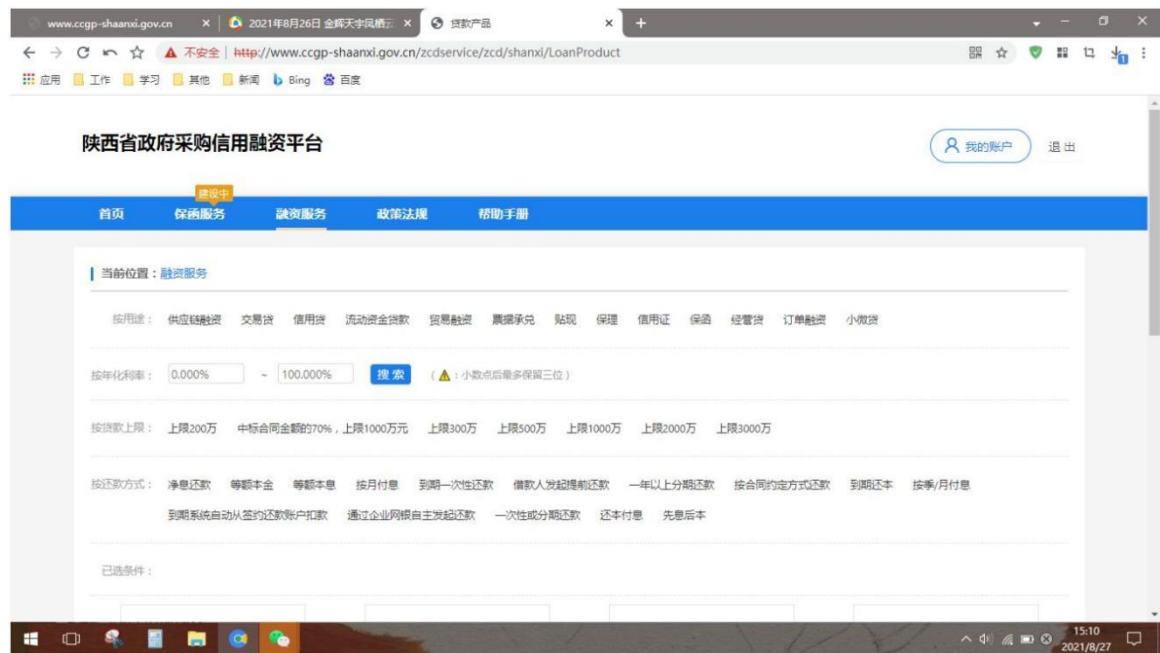 www.ccgp-shaanxi.gov.cn × 2021年8月26日 金辉天宇凤栖云 × 贷款产品 × +
不安全 | http://www.ccgp-shaanxi.gov.cn/zcdservice/zcd/shanxi/LoanProduct
应用 工作 学习 其他 新闻 Bing 百度
陕西省政府采购信用融资平台
我的账户 退出
建设中
首页 保函服务 融资服务 政策法规 帮助手册
当前位置：融资服务
按用途： 供应链融资 交易贷 信用贷 流动资金贷款 贸易融资 票据承兑 贴现 保理 信用证 保函 经营贷 订单融资 小微贷
按年化利率： 0.000% ~ 100.000% 搜索 （ ：小数点后最多保留三位）
按贷款上限： 上限200万 中标合同金额的70%，上限1000万元 上限300万 上限500万 上限1000万 上限2000万 上限3000万
按还款方式： 净息还款 等额本金 等额本息 按月付息 到期一次性还款 借款人发起提前还款 一年以上分期还款 按合同约定方式还款 到期还本 按季/月付息
到期系统自动从签约还款账户扣款 通过企业网银自主发起还款 一次性或分期还款 还本付息 先息后本
已选条件：
15:10
2021/8/27